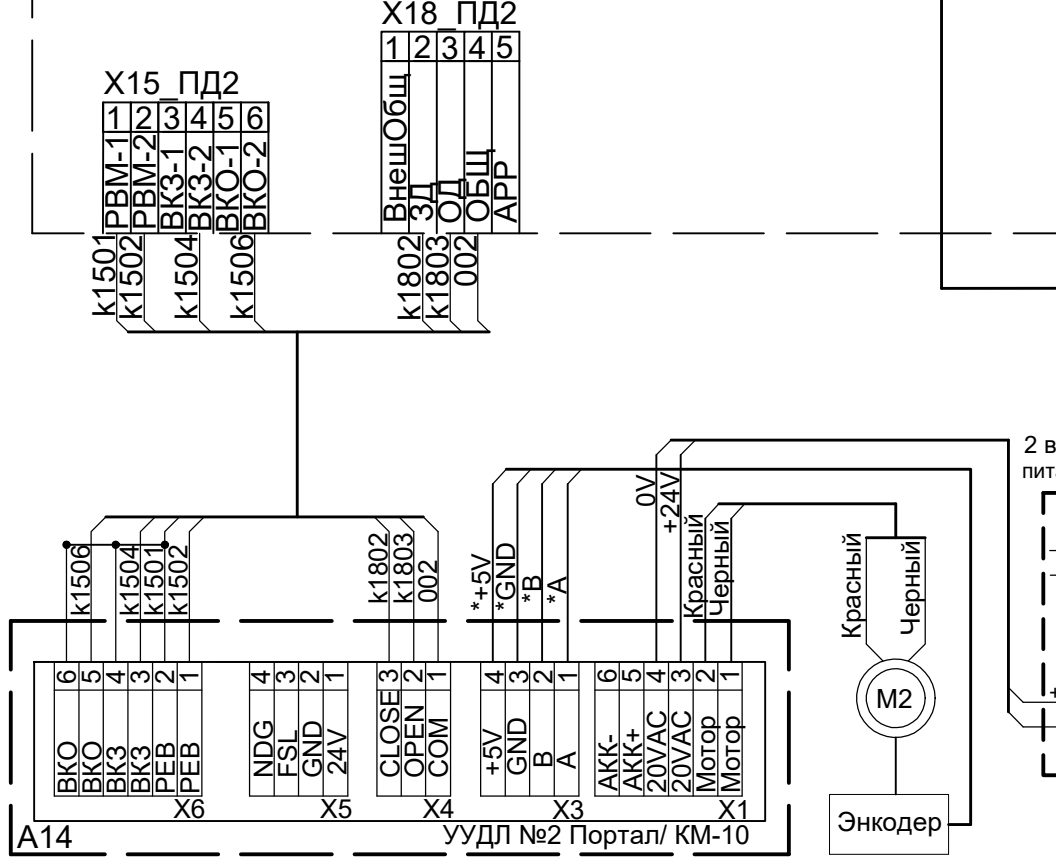 X18_ПД2
1 2 3 4 5
ВнешОбщ
ЗД
ОД
ОБЩ
АРР
X15_ПД2
1 2 3 4 5 6
РВМ-1
РВМ-2
ВКЗ-1
ВКЗ-2
ВКО-1
ВКО-2
k1501
k1502
k1504
k1506
k1802
k1803
002
2 в
k1506
k1504
k1501
k1502
k1802
k1803
002
*+5V
*GND
*B
*A
0V
+24V
Красный
Черный
Красный
Черный
M2
Энкодер
6 5 4 3 2 1
ВКО
ВКО
ВКЗ
ВКЗ
РЕВ
РЕВ
X6
4 3 2 1
NDG
FSL
GND
24V
X5
3 2 1
CLOSE
OPEN
COM
X4
4 3 2 1
+5V
GND
B
A
X3
6 5 4 3 2 1
АКК-
АКК+
20VAC
20VAC
Мотор
Мотор
X1
A14
УУДЛ №2 Портал/ КМ-10